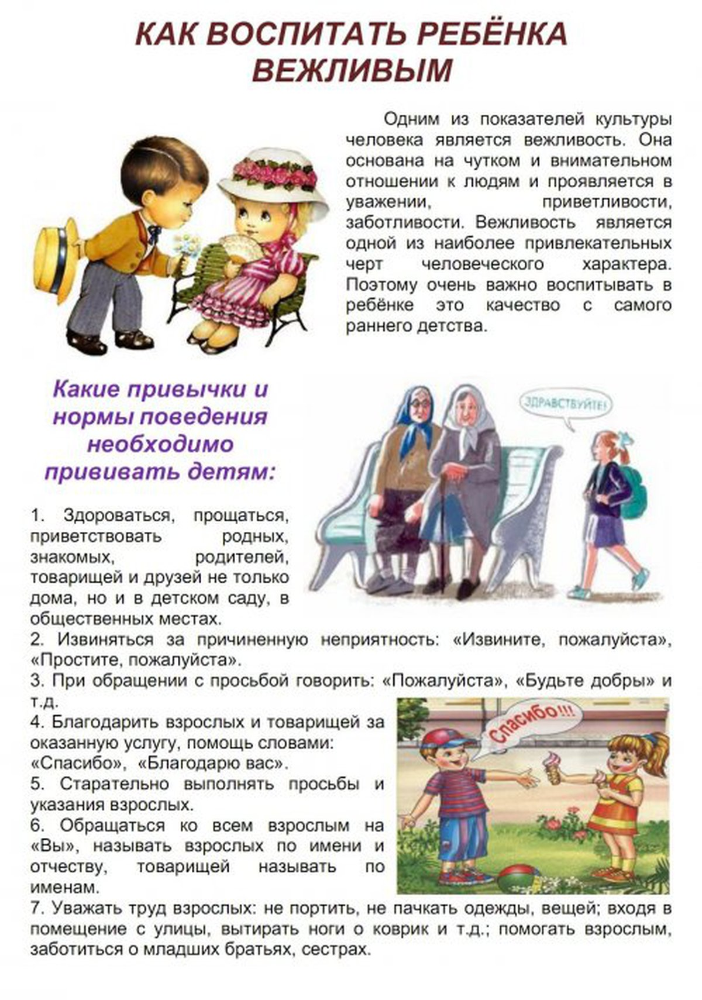 КАК ВОСПИТАТЬ РЕБЁНКА
ВЕЖЛИВЫМ
Одним из показателей культуры
человека является вежливость. Она
основана на чутком и внимательном
отношении к людям и проявляется в
уважении, приветливости,
заботливости. Вежливость является
одной из наиболее привлекательных
черт человеческого характера.
Поэтому очень важно воспитывать в
ребёнке это качество с самого
раннего детства.
Какие привычки и
нормы поведения
необходимо
прививать детям:
ЗДРАВСТВУЙТЕ!
1. Здороваться, прощаться,
приветствовать родных,
знакомых, родителей,
товарищей и друзей не только
дома, но и в детском саду, в
общественных местах.
2. Извиняться за причиненную неприятность: «Извините, пожалуйста»,
«Простите, пожалуйста».
3. При обращении с просьбой говорить: «Пожалуйста», «Будьте добры» и
т.д.
4. Благодарить взрослых и товарищей за
оказанную услугу, помощь словами:
«Спасибо», «Благодарю вас».
Спасибо!!!
5. Старательно выполнять просьбы и
указания взрослых.
6. Обращаться ко всем взрослым на
«Вы», называть взрослых по имени и
отчеству, товарищей называть по
именам.
7. Уважать труд взрослых: не портить, не пачкать одежды, вещей; входя в
помещение с улицы, вытирать ноги о коврик и т.д.; помогать взрослым,
заботиться о младших братьях, сестрах.